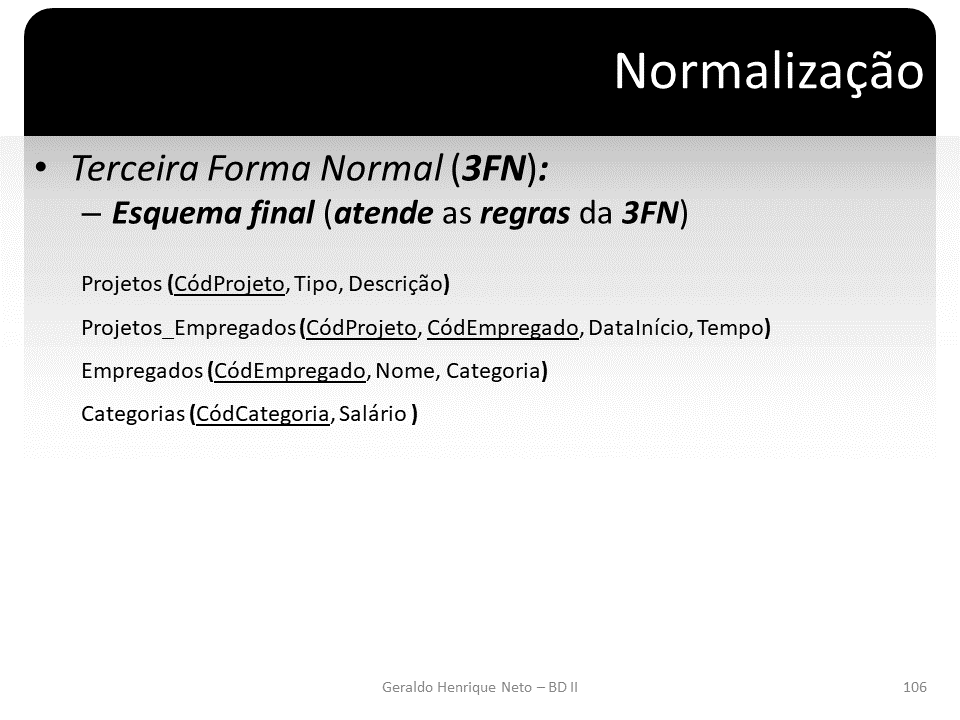 Normalização
• Terceira Forma Normal (3FN):
– Esquema final (atende as regras da 3FN)
Projetos (CódProjeto, Tipo, Descrição)
Projetos_Empregados (CódProjeto, CódEmpregado, DataInício, Tempo)
Empregados (CódEmpregado, Nome, Categoria)
Categorias (CódCategoria, Salário )
Geraldo Henrique Neto – BD II 106